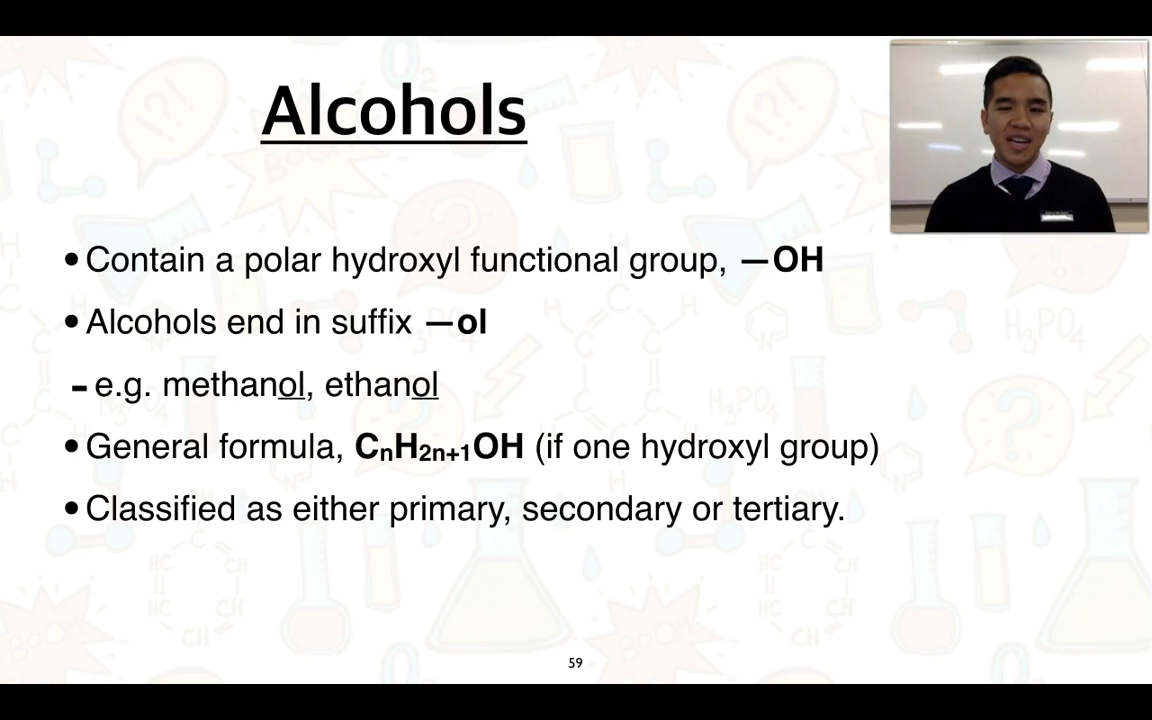 Alcohols
•Contain a polar hydroxyl functional group, —OH
•Alcohols end in suffix —ol
-e.g. methanol, ethanol
•General formula, CnH2n+1OH (if one hydroxyl group)
•Classified as either primary, secondary or tertiary.
59